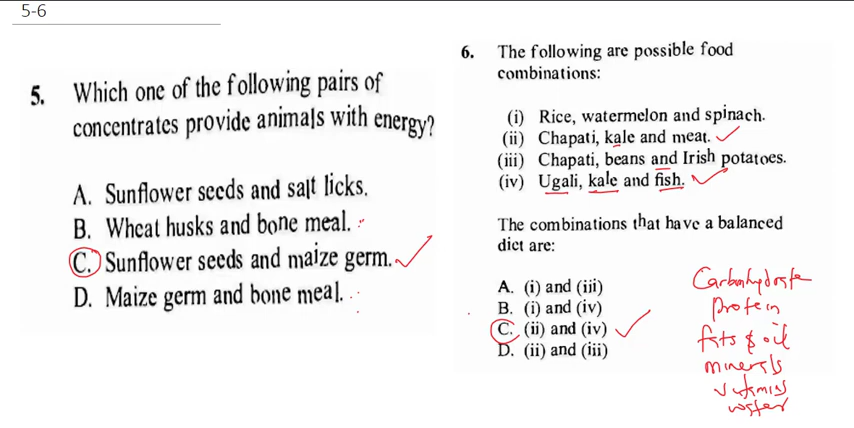 5-6
5. Which one of the following pairs of
concentrates provide animals with energy?
A. Sunflower seeds and salt licks.
B. Wheat husks and bone meal.
C. Sunflower seeds and maize germ.
D. Maize germ and bone meal.
6. The following are possible food
combinations:
(i) Rice, watermelon and spinach.
(ii) Chapati, kale and meat.
(iii) Chapati, beans and Irish potatoes.
(iv) Ugali, kale and fish.
The combinations that have a balanced
diet are:
A. (i) and (iii)
B. (i) and (iv)
C. (ii) and (iv)
D. (ii) and (iii)
Carbohydrate
protein
fats & oil
minerals
vitamins
water